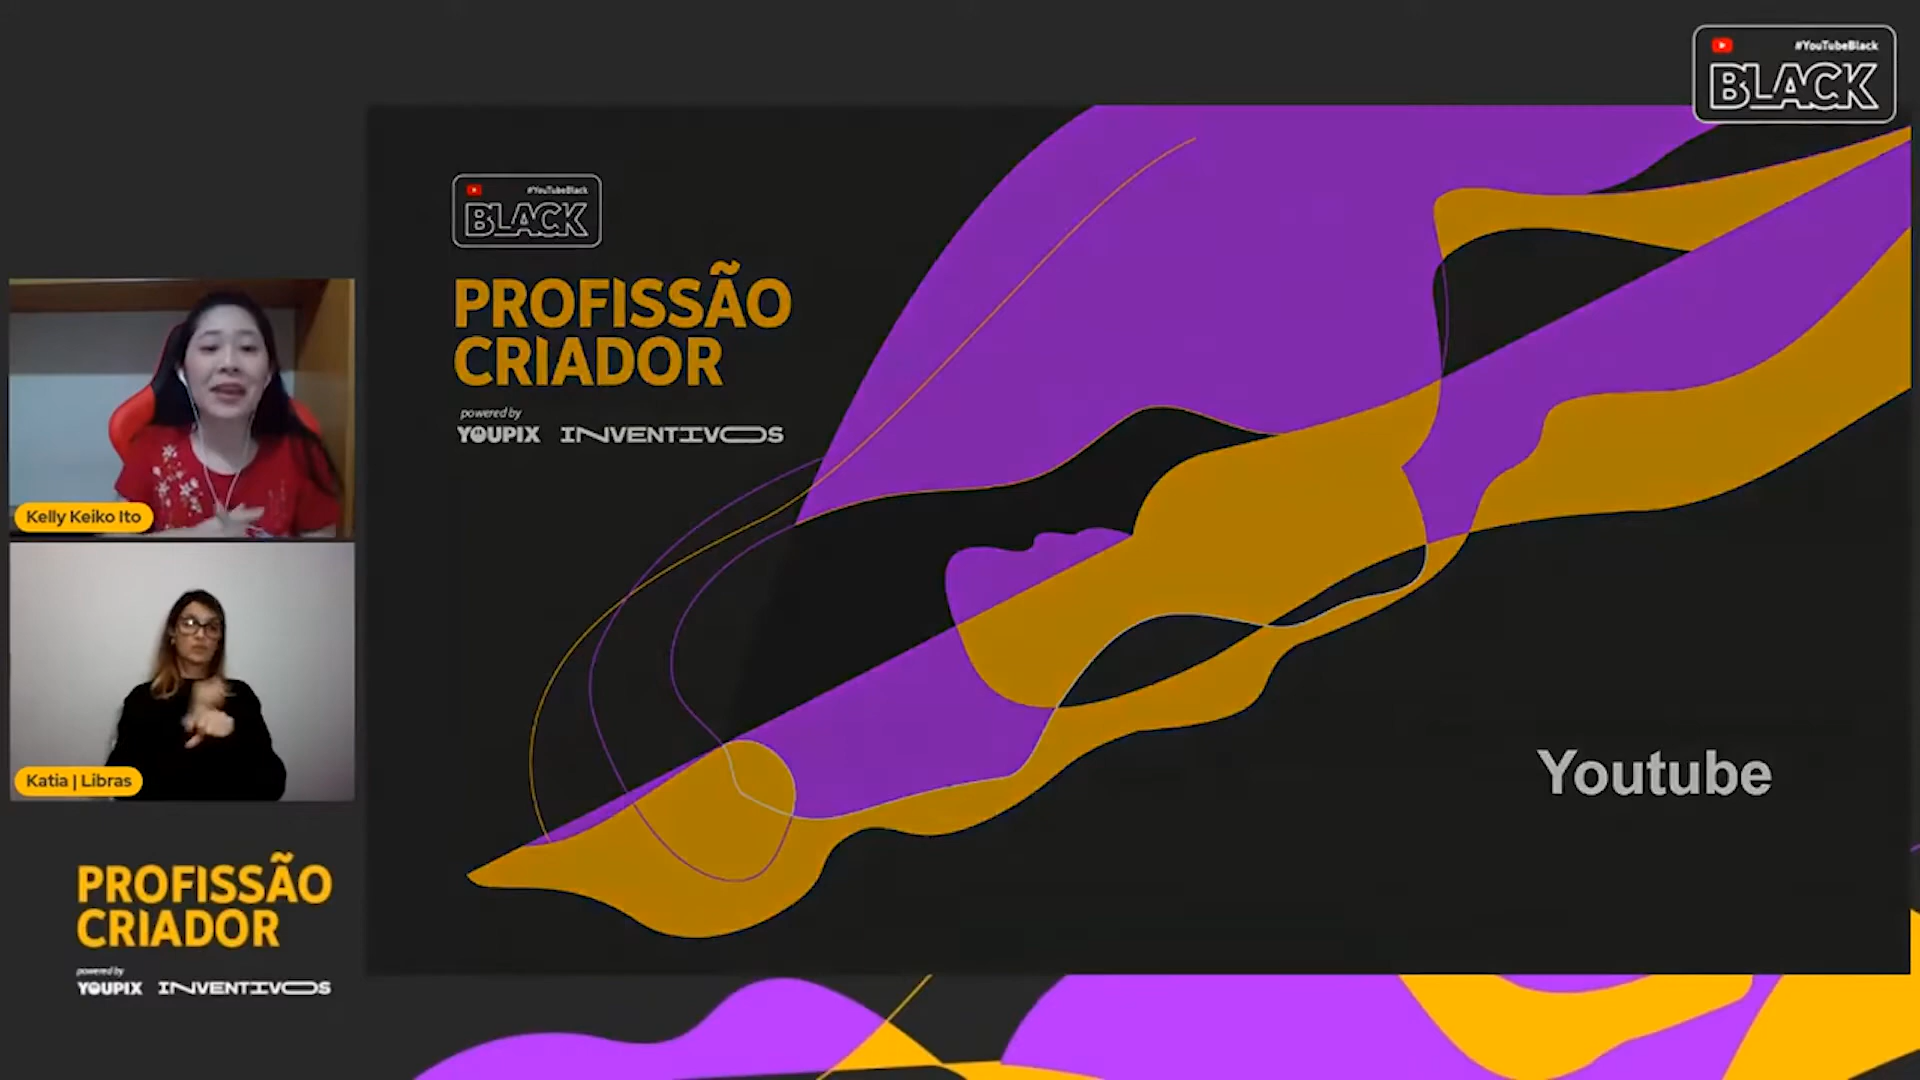 #YouTubeBlack
BLACK
#YouTubeBlack
BLACK
PROFISSÃO
CRIADOR
powered by
YOUPIX INVENTIVOS
Kelly Keiko Ito
Katia | Libras
Youtube
PROFISSÃO
CRIADOR
powered by
YOUPIX INVENTIVOS